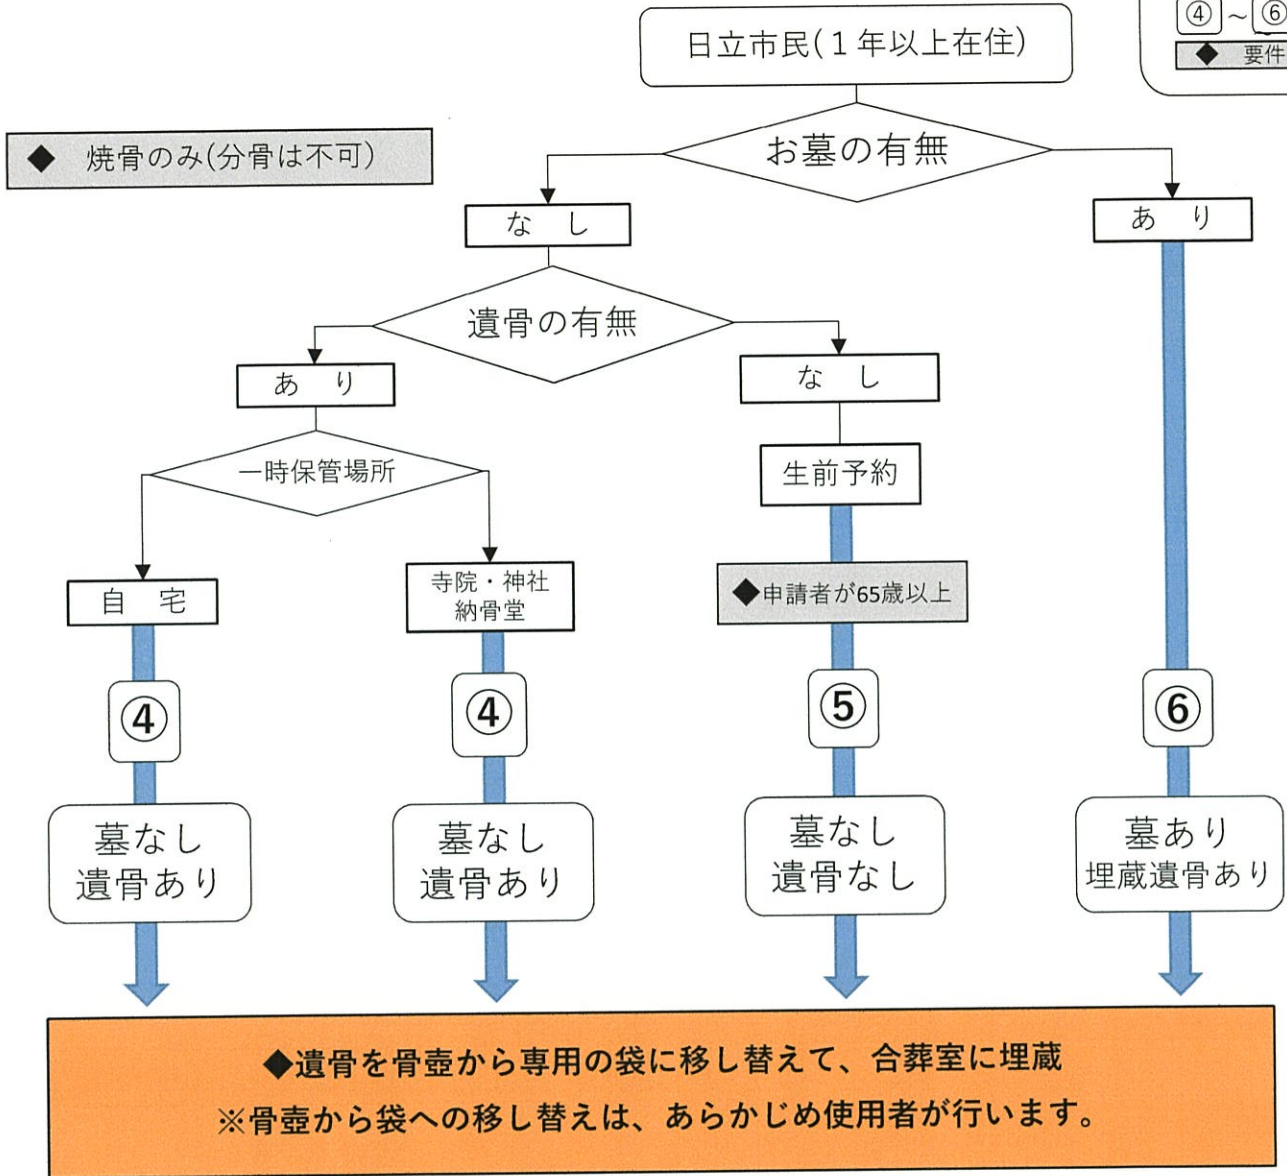 ④～⑥
◆ 要件
日立市民(１年以上在住)
◆ 焼骨のみ(分骨は不可)
お墓の有無
な し
あ り
遺骨の有無
あ り
な し
一時保管場所
生前予約
自 宅
寺院・神社
納骨堂
◆申請者が65歳以上
④
④
⑤
⑥
墓なし
遺骨あり
墓なし
遺骨あり
墓なし
遺骨なし
墓あり
埋蔵遺骨あり
◆遺骨を骨壺から専用の袋に移し替えて、合葬室に埋蔵
※骨壺から袋への移し替えは、あらかじめ使用者が行います。